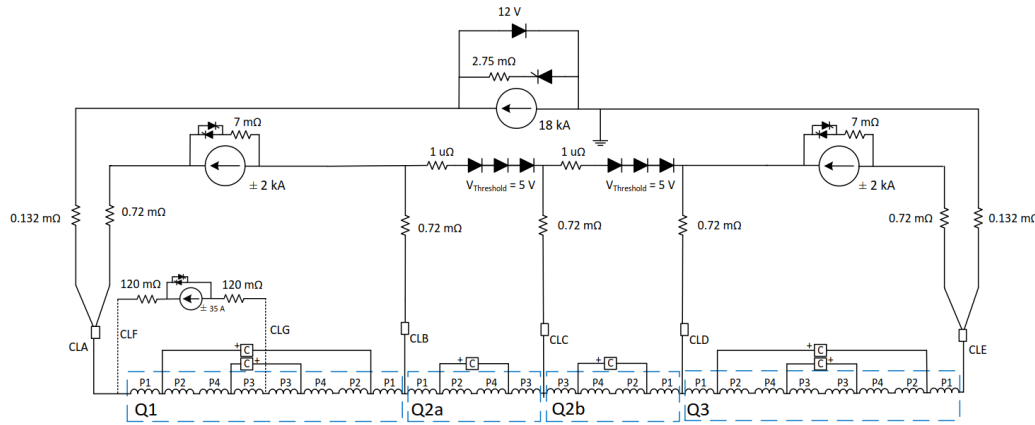 12 V
2.75 mΩ
18 kA
7 mΩ
7 mΩ
1 uΩ
1 uΩ
± 2 kA
VThreshold = 5 V
VThreshold = 5 V
± 2 kA
0.132 mΩ
0.72 mΩ
0.72 mΩ
0.72 mΩ
0.72 mΩ
0.72 mΩ
0.132 mΩ
120 mΩ
120 mΩ
± 35 A
CLA
CLF
CLG
CLB
CLC
CLD
CLE
+ C
C +
+ C
+ C
+ C
C +
P1 P2 P4 P3 P3 P4 P2 P1 P1 P2 P4 P3 P3 P4 P2 P1 P1 P2 P4 P3 P3 P4 P2 P1
Q1 Q2a Q2b Q3